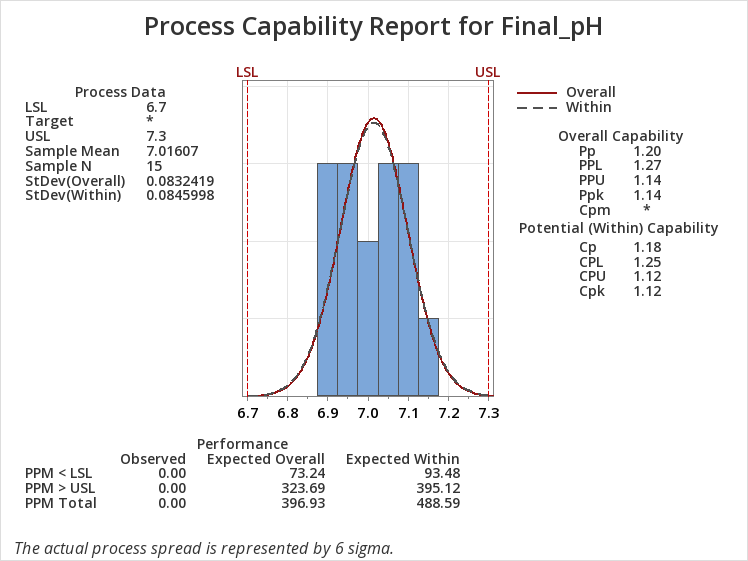 Process Capability Report for Final_pH
LSL USL
Process Data
LSL 6.7
Target *
USL 7.3
Sample Mean 7.01607
Sample N 15
StDev(Overall) 0.0832419
StDev(Within) 0.0845998
Overall
Within
Overall Capability
Pp 1.20
PPL 1.27
PPU 1.14
Ppk 1.14
Cpm *
Potential (Within) Capability
Cp 1.18
CPL 1.25
CPU 1.12
Cpk 1.12
6.7 6.8 6.9 7.0 7.1 7.2 7.3
Performance
Observed Expected Overall Expected Within
PPM < LSL 0.00 73.24 93.48
PPM > USL 0.00 323.69 395.12
PPM Total 0.00 396.93 488.59
The actual process spread is represented by 6 sigma.